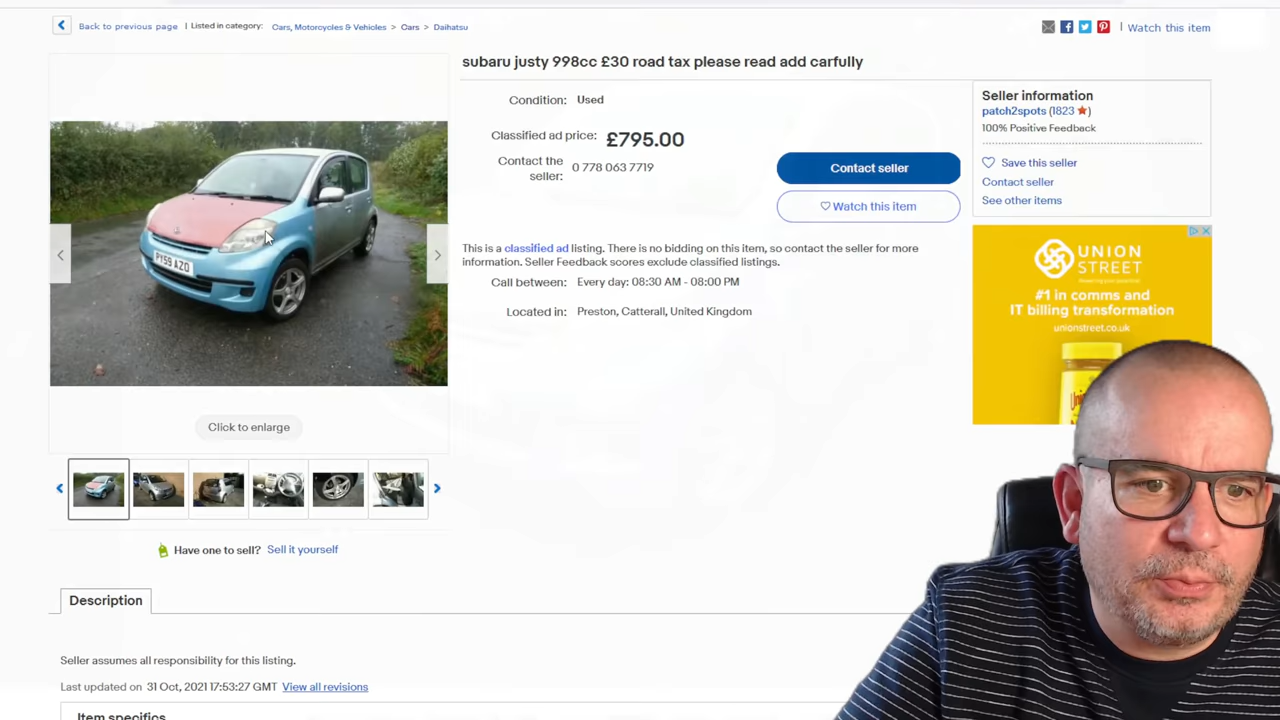 Back to previous page | Listed in category: Cars, Motorcycles & Vehicles > Cars > Daihatsu
| Watch this item
subaru justy 998cc £30 road tax please read add carfully
Condition: Used
Classified ad price: £795.00
Contact the seller: 0 778 063 7719
Contact seller
Watch this item
This is a classified ad listing. There is no bidding on this item, so contact the seller for more
information. Seller Feedback scores exclude classified listings.
Call between: Every day: 08:30 AM - 08:00 PM
Located in: Preston, Catterall, United Kingdom
Seller information
patch2spots (1823 )
100% Positive Feedback
Save this seller
Contact seller
See other items
UNION
STREET
#1 in comms and
IT billing transformation
unionstreet.co.uk
PY59 AZO
Click to enlarge
Have one to sell? Sell it yourself
Description
Seller assumes all responsibility for this listing.
Last updated on 31 Oct, 2021 17:53:27 GMT View all revisions
Item specifics